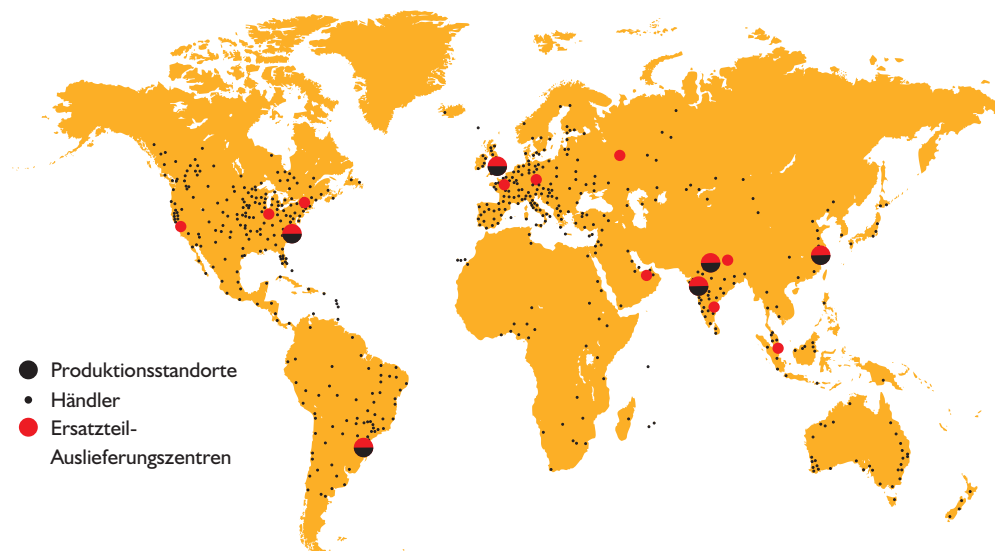 Produktionsstandorte
Händler
Ersatzteil-
Auslieferungszentren